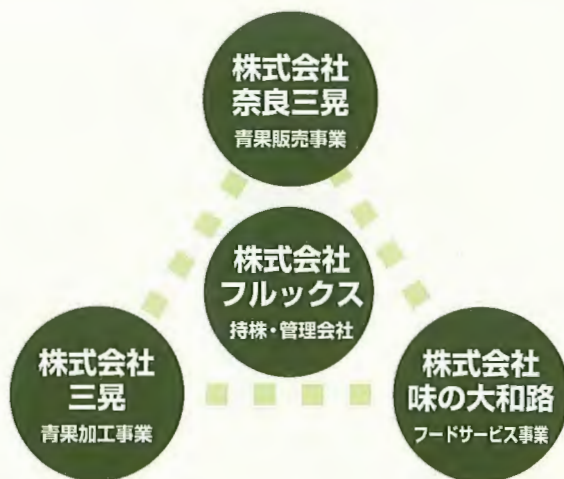 株式会社
奈良三晃
青果販売事業
株式会社
フルックス
持株・管理会社
株式会社
三晃
青果加工事業
株式会社
味の大和路
フードサービス事業